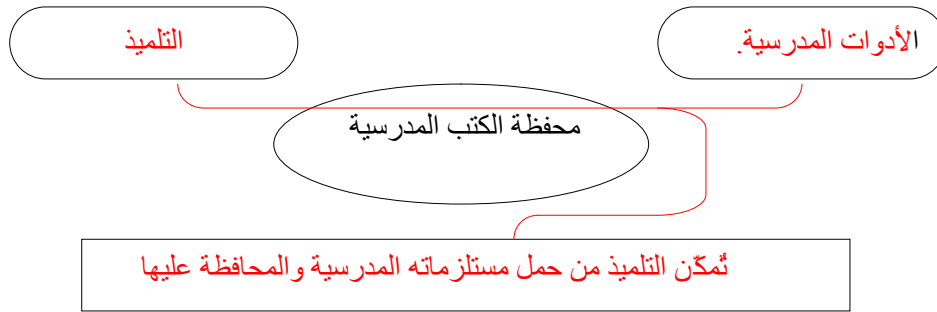 الأدوات المدرسية.
التلميذ
محفظة الكتب المدرسية
تُمكّن التلميذ من حمل مستلزماته المدرسية والمحافظة عليها